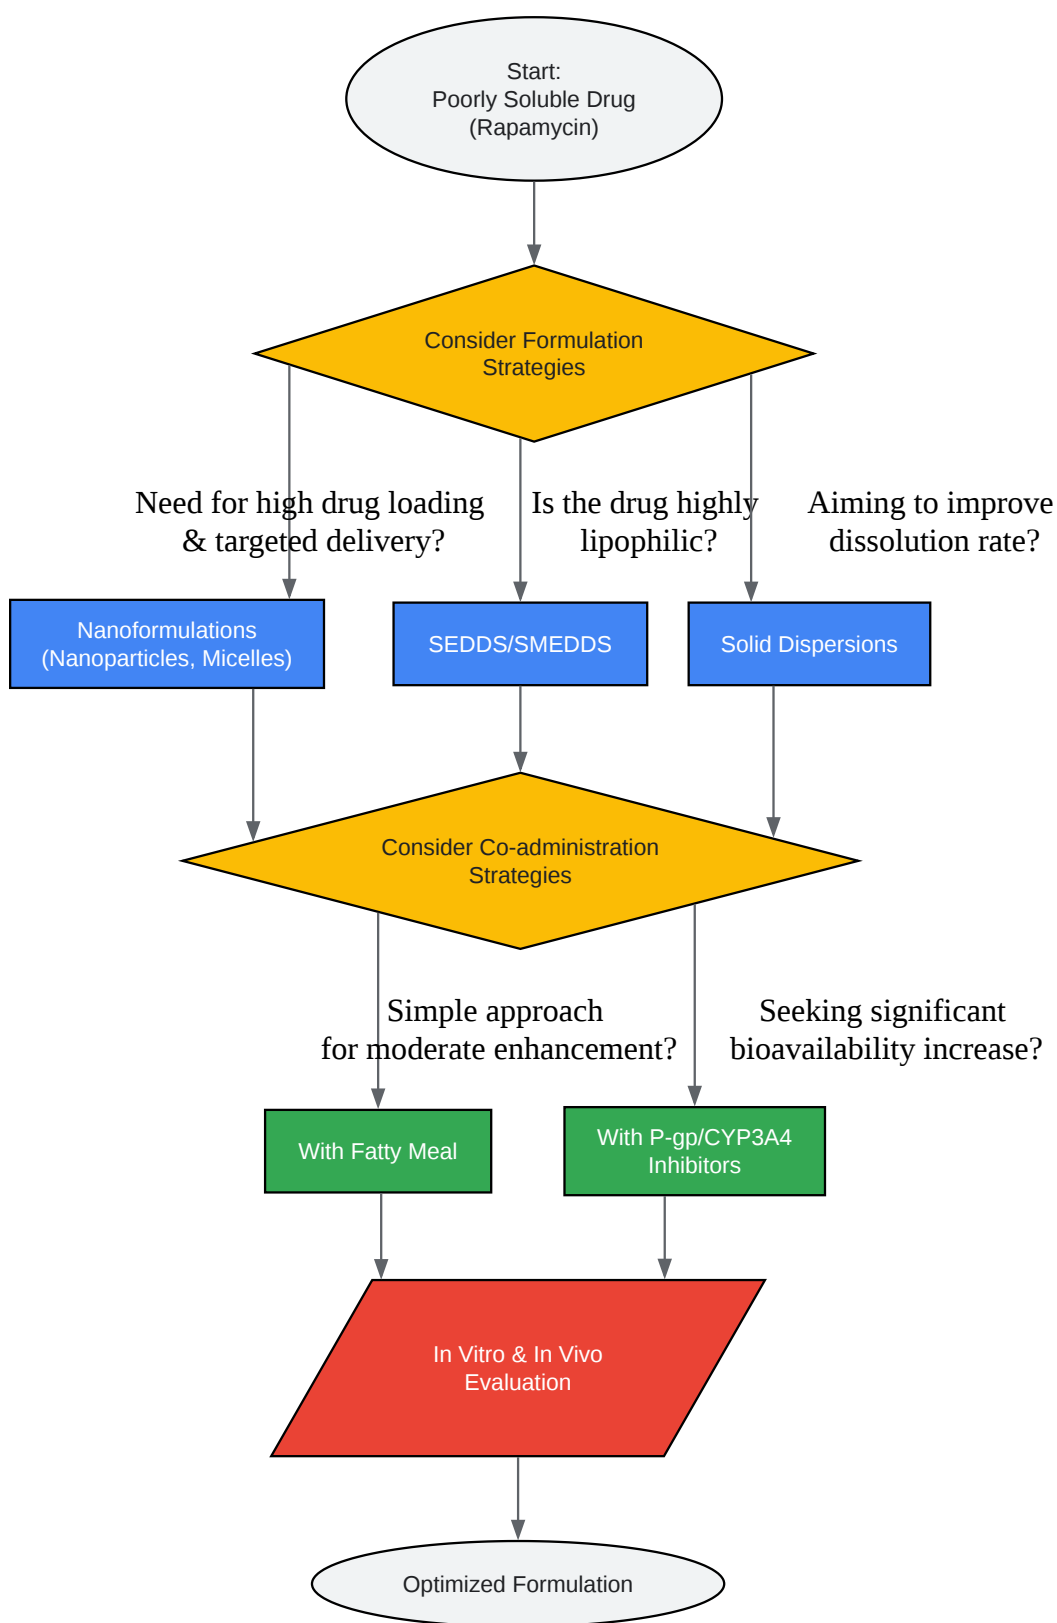 Start:
Poorly Soluble Drug
(Rapamycin)
Consider Formulation
Strategies
Need for high drug loading
& targeted delivery?
Is the drug highly
lipophilic?
Aiming to improve
dissolution rate?
Nanoformulations
(Nanoparticles, Micelles)
SEDDS/SMEDDS
Solid Dispersions
Consider Co-administration
Strategies
Simple approach
for moderate enhancement?
Seeking significant
bioavailability increase?
With Fatty Meal
With P-gp/CYP3A4
Inhibitors
In Vitro & In Vivo
Evaluation
Optimized Formulation